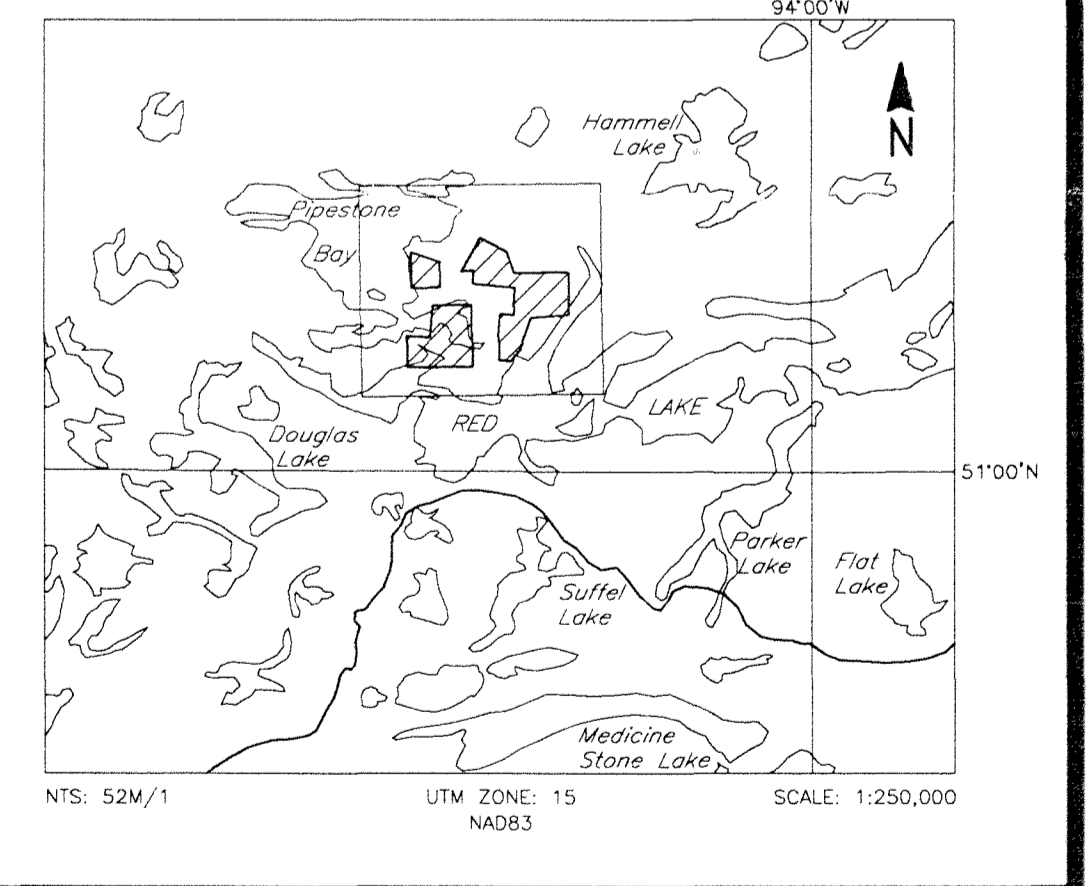 94°00'W
N
Hammell
Lake
Pipestone
Bay
RED
LAKE
Douglas
Lake
51°00'N
Parker
Lake
Flat
Lake
Suffel
Lake
Medicine
Stone Lake
NTS: 52M/1
UTM ZONE: 15
SCALE: 1:250,000
NAD83